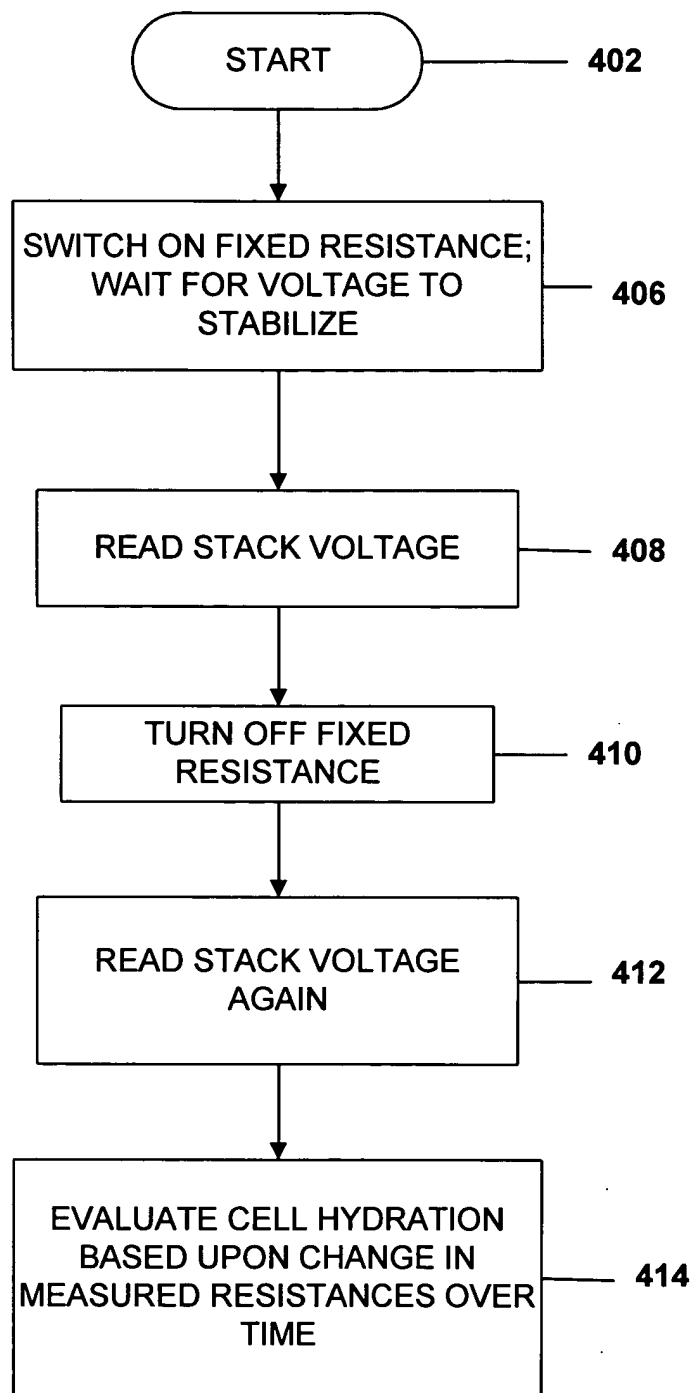 START
402
SWITCH ON FIXED RESISTANCE;
WAIT FOR VOLTAGE TO
STABILIZE
406
READ STACK VOLTAGE
408
TURN OFF FIXED
RESISTANCE
410
READ STACK VOLTAGE
AGAIN
412
EVALUATE CELL HYDRATION
BASED UPON CHANGE IN
MEASURED RESISTANCES OVER
TIME
414